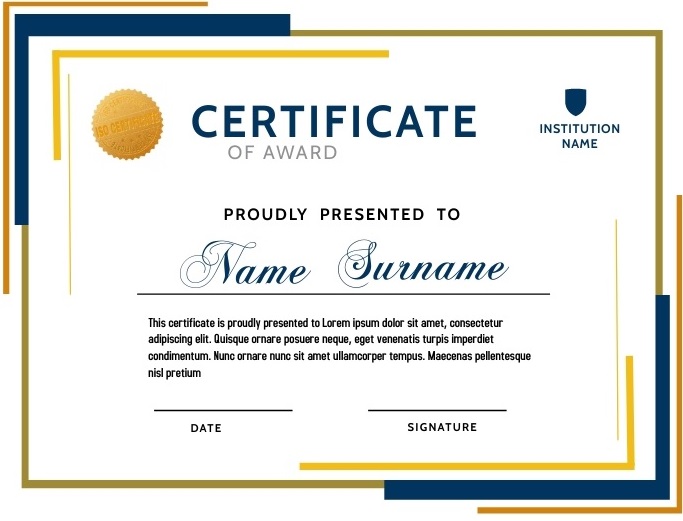 CERTIFICATE
OF AWARD
INSTITUTION
NAME
PROUDLY PRESENTED TO
Name Surname
This certificate is proudly presented to Lorem ipsum dolor sit amet, consectetur
adipiscing elit. Quisque ornare posuere neque, eget venenatis turpis imperdiet
condimentum. Nunc ornare nunc sit amet ullamcorper tempus. Maecenas pellentesque
nisl pretium
DATE
SIGNATURE